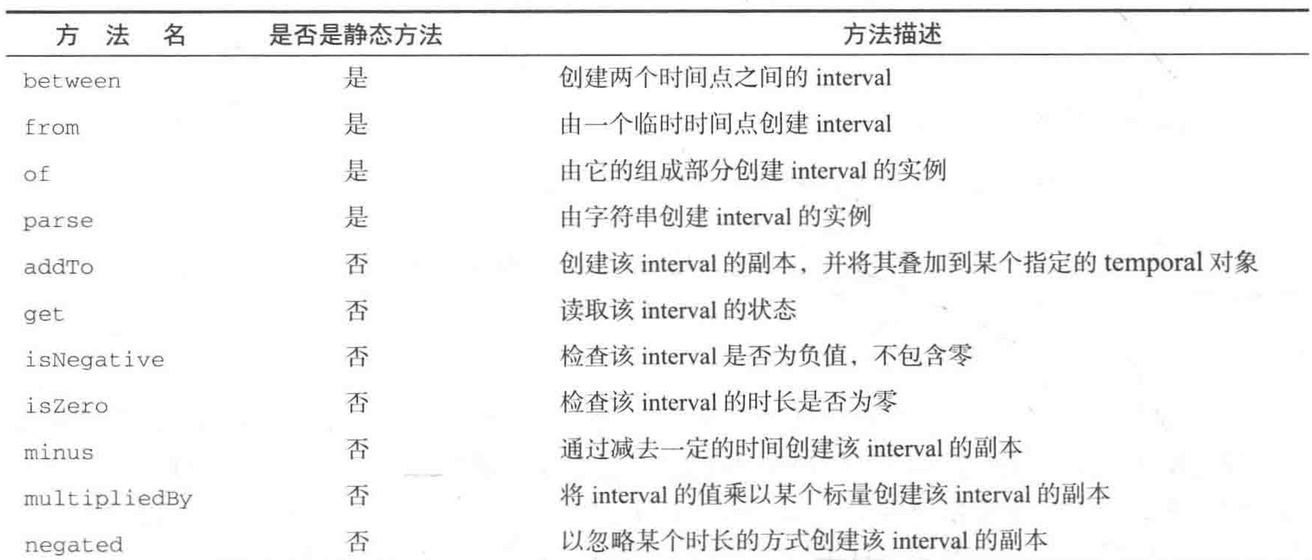 方 法 名 是否是静态方法 方法描述
between 是 创建两个时间点之间的 interval
from 是 由一个临时时间点创建 interval
of 是 由它的组成部分创建 interval 的实例
parse 是 由字符串创建 interval 的实例
addTo 否 创建该 interval 的副本，并将其叠加到某个指定的 temporal 对象
get 否 读取该 interval 的状态
isNegative 否 检查该 interval 是否为负值，不包含零
isZero 否 检查该 interval 的时长是否为零
minus 否 通过减去一定的时间创建该 interval 的副本
multipliedBy 否 将 interval 的值乘以某个标量创建该 interval 的副本
negated 否 以忽略某个时长的方式创建该 interval 的副本